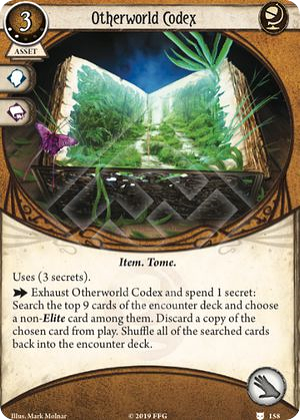 Otherworld Codex
3
ASSET
Item. Tome.
Uses (3 secrets).
Exhaust Otherworld Codex and spend 1 secret:
Search the top 9 cards of the encounter deck and choose
a non-Elite card among them. Discard a copy of the
chosen card from play. Shuffle all of the searched cards
back into the encounter deck.
Illus. Mark Molnar
©2019 FFG
158